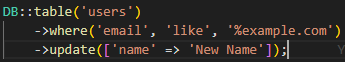 DB::table('users')
->where('email', 'like', '%example.com')
->update(['name' => 'New Name']);